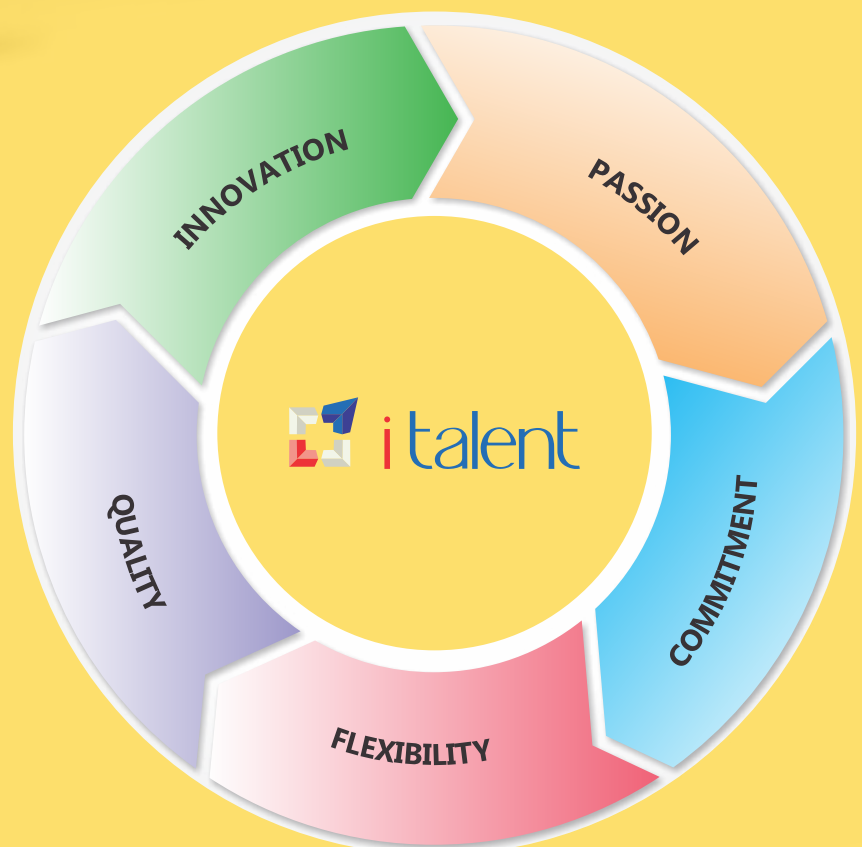 INNOVATION
PASSION
COMMITMENT
FLEXIBILITY
QUALITY
i talent